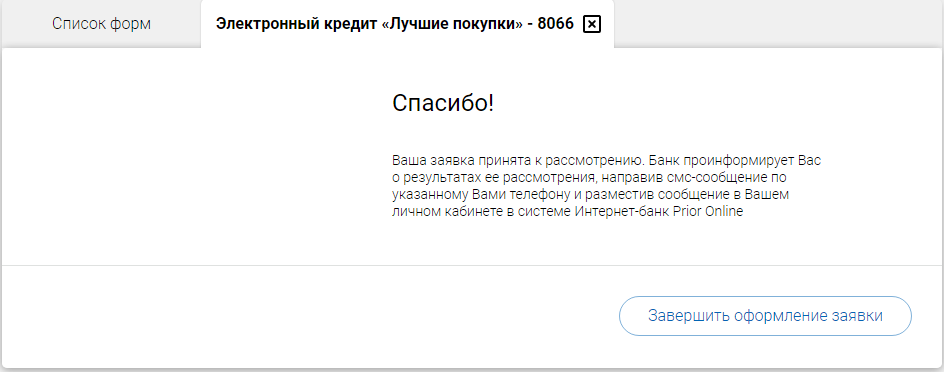 Список форм
Электронный кредит «Лучшие покупки» - 8066
Спасибо!
Ваша заявка принята к рассмотрению. Банк проинформирует Вас
о результатах ее рассмотрения, направив смс-сообщение по
указанному Вами телефону и разместив сообщение в Вашем
личном кабинете в системе Интернет-банк Prior Online
Завершить оформление заявки